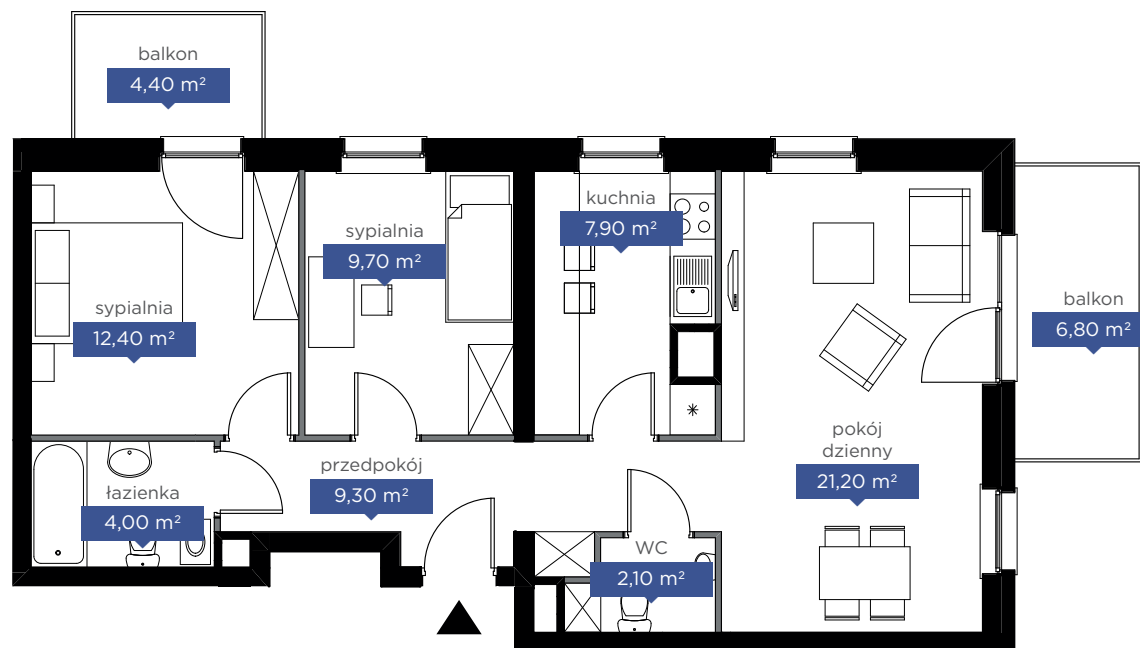 balkon
4,40 m²
sypialnia
12,40 m²
sypialnia
9,70 m²
kuchnia
7,90 m²
balkon
6,80 m²
pokój
dzienny
21,20 m²
przedpokój
9,30 m²
łazienka
4,00 m²
WC
2,10 m²